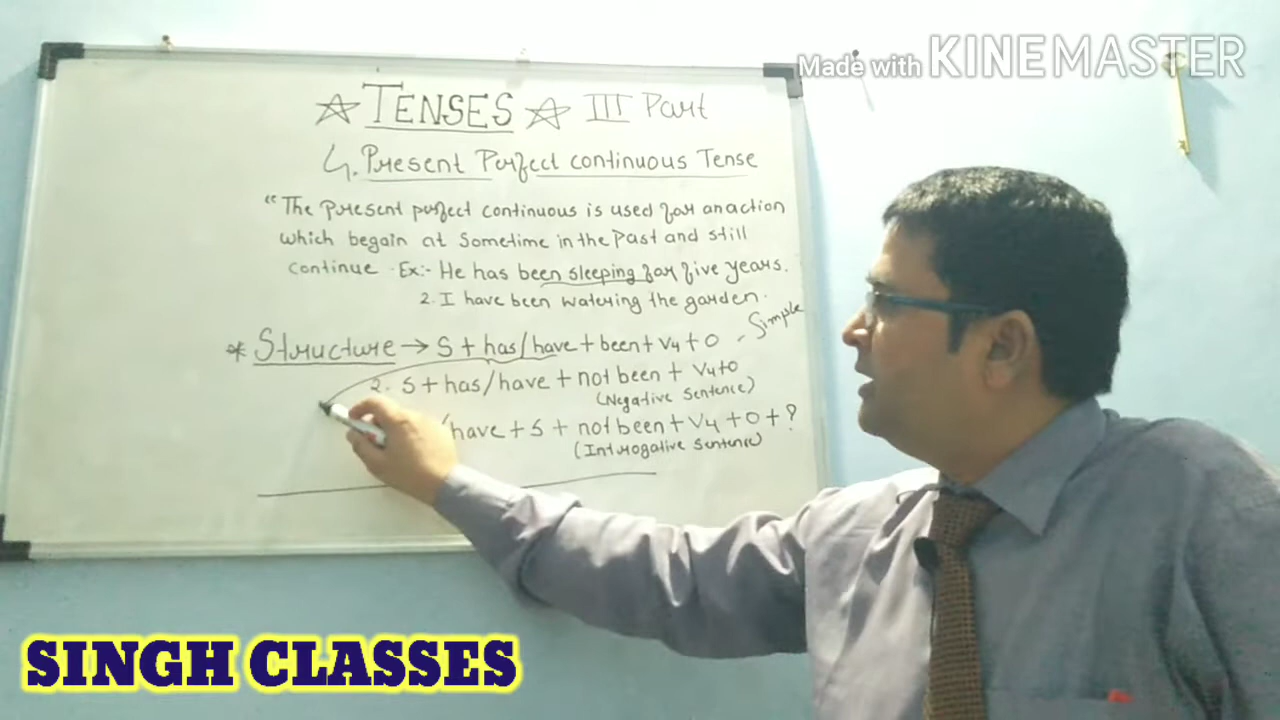 Made with KINEMASTER
TENSES III Part
4. Present Perfect continuous Tense
"The present perfect continuous is used for an action
which begain at Sometime in the Past and still
continue Ex:- He has been sleeping for five years.
2. I have been watering the garden.
* Structure → S + has/have + been + V4 + O - Simple
2. S + has/have + not been + V4 + O
(Negative Sentence)
/have + S + not been + V4 + O + ?
(Interrogative Sentence)
SINGH CLASSES